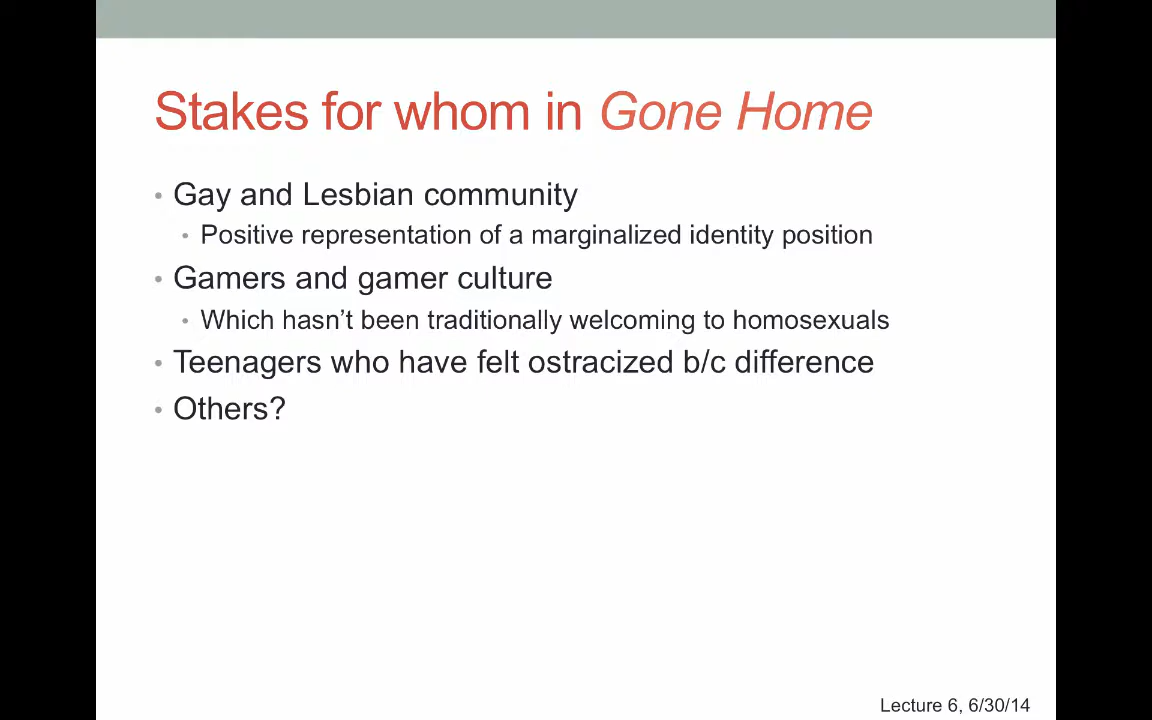 Stakes for whom in Gone Home
• Gay and Lesbian community
• Positive representation of a marginalized identity position
• Gamers and gamer culture
• Which hasn’t been traditionally welcoming to homosexuals
• Teenagers who have felt ostracized b/c difference
• Others?
Lecture 6, 6/30/14